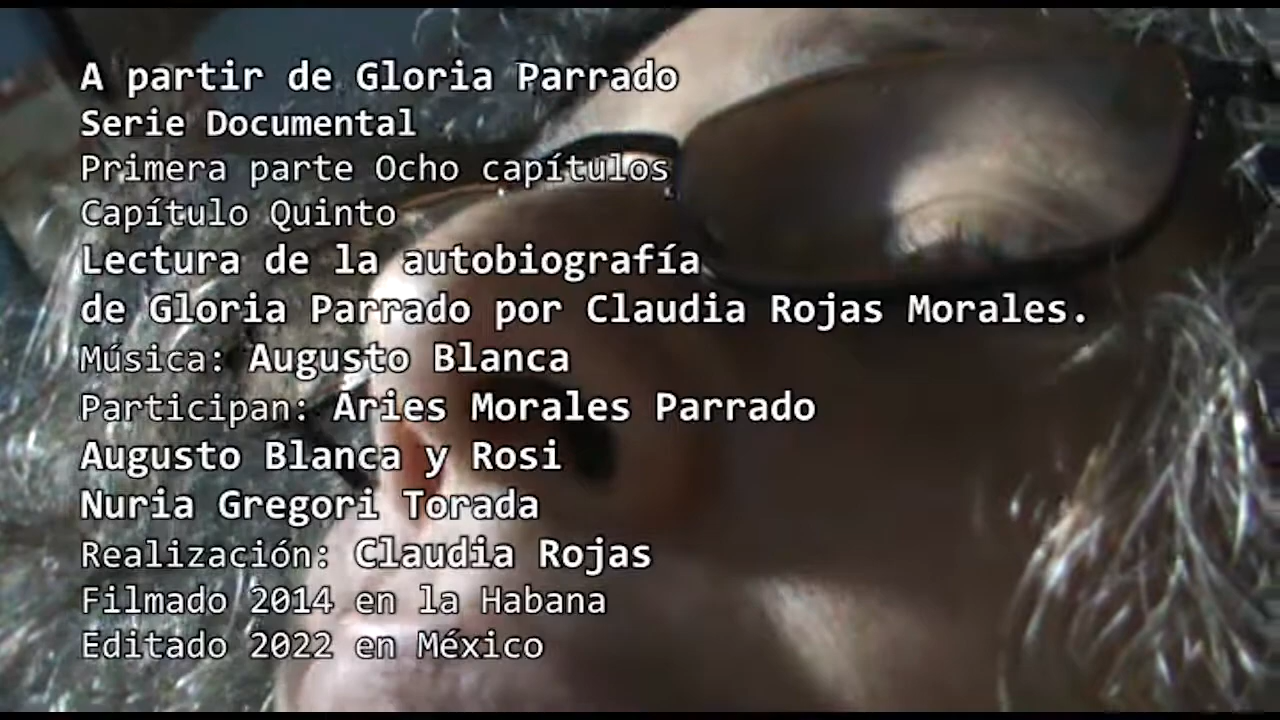 A partir de Gloria Parrado
Serie Documental
Primera parte Ocho capítulos
Capítulo Quinto
Lectura de la autobiografía
de Gloria Parrado por Claudia Rojas Morales.
Música: Augusto Blanca
Participan: Áries Morales Parrado
Augusto Blanca y Rosi
Nuria Gregori Torada
Realización: Claudia Rojas
Filmado 2014 en la Habana
Editado 2022 en México